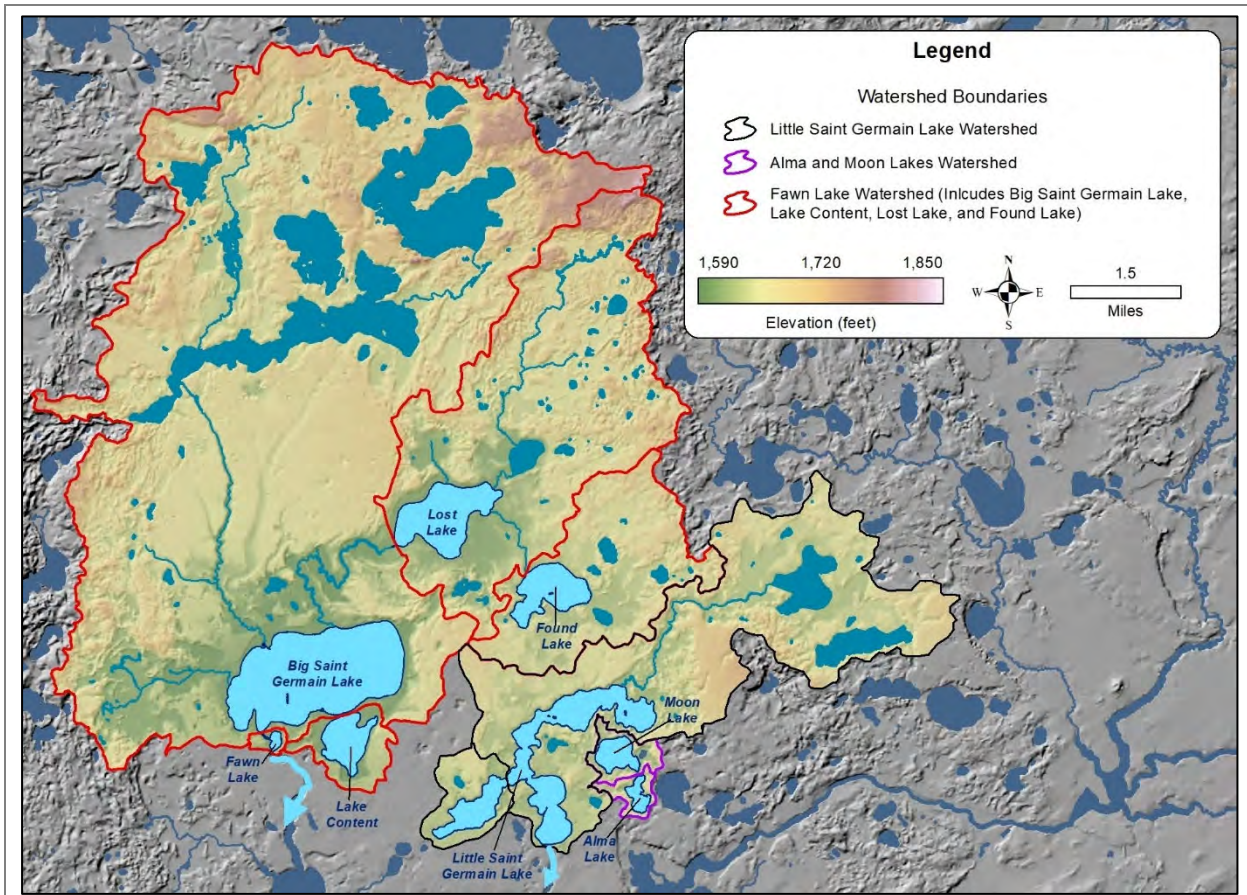 Legend
Watershed Boundaries
Little Saint Germain Lake Watershed
Alma and Moon Lakes Watershed
Fawn Lake Watershed (Inlcudes Big Saint Germain Lake,
Lake Content, Lost Lake, and Found Lake)
1,590 1,720 1,850
Elevation (feet)
N
W E
S
1.5
Miles
Lost
Lake
Found
Lake
Big Saint
Germain Lake
Moon
Lake
Fawn
Lake
Lake
Content
Alma
Lake
Little Saint
Germain Lake